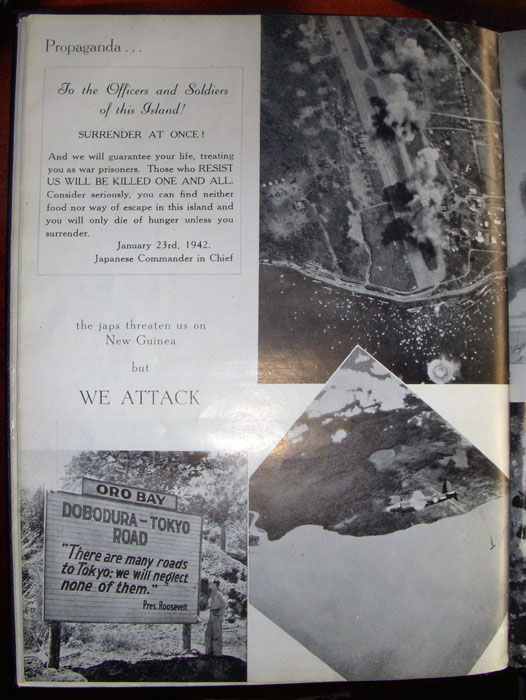 Propaganda...
To the Officers and Soldiers
of this Island!
SURRENDER AT ONCE!
And we will guarantee your life, treating
you as war prisoners. Those who RESIST
US WILL BE KILLED ONE AND ALL.
Consider seriously, you can find neither
food nor way of escape in this island and
you will only die of hunger unless you
surrender.
January 23rd, 1942.
Japanese Commander in Chief
the japs threaten us on
New Guinea
but
WE ATTACK
ORO BAY
DOBODURA-TOKYO
ROAD
"There are many roads
to Tokyo; we will neglect
none of them."
Pres. Roosevelt